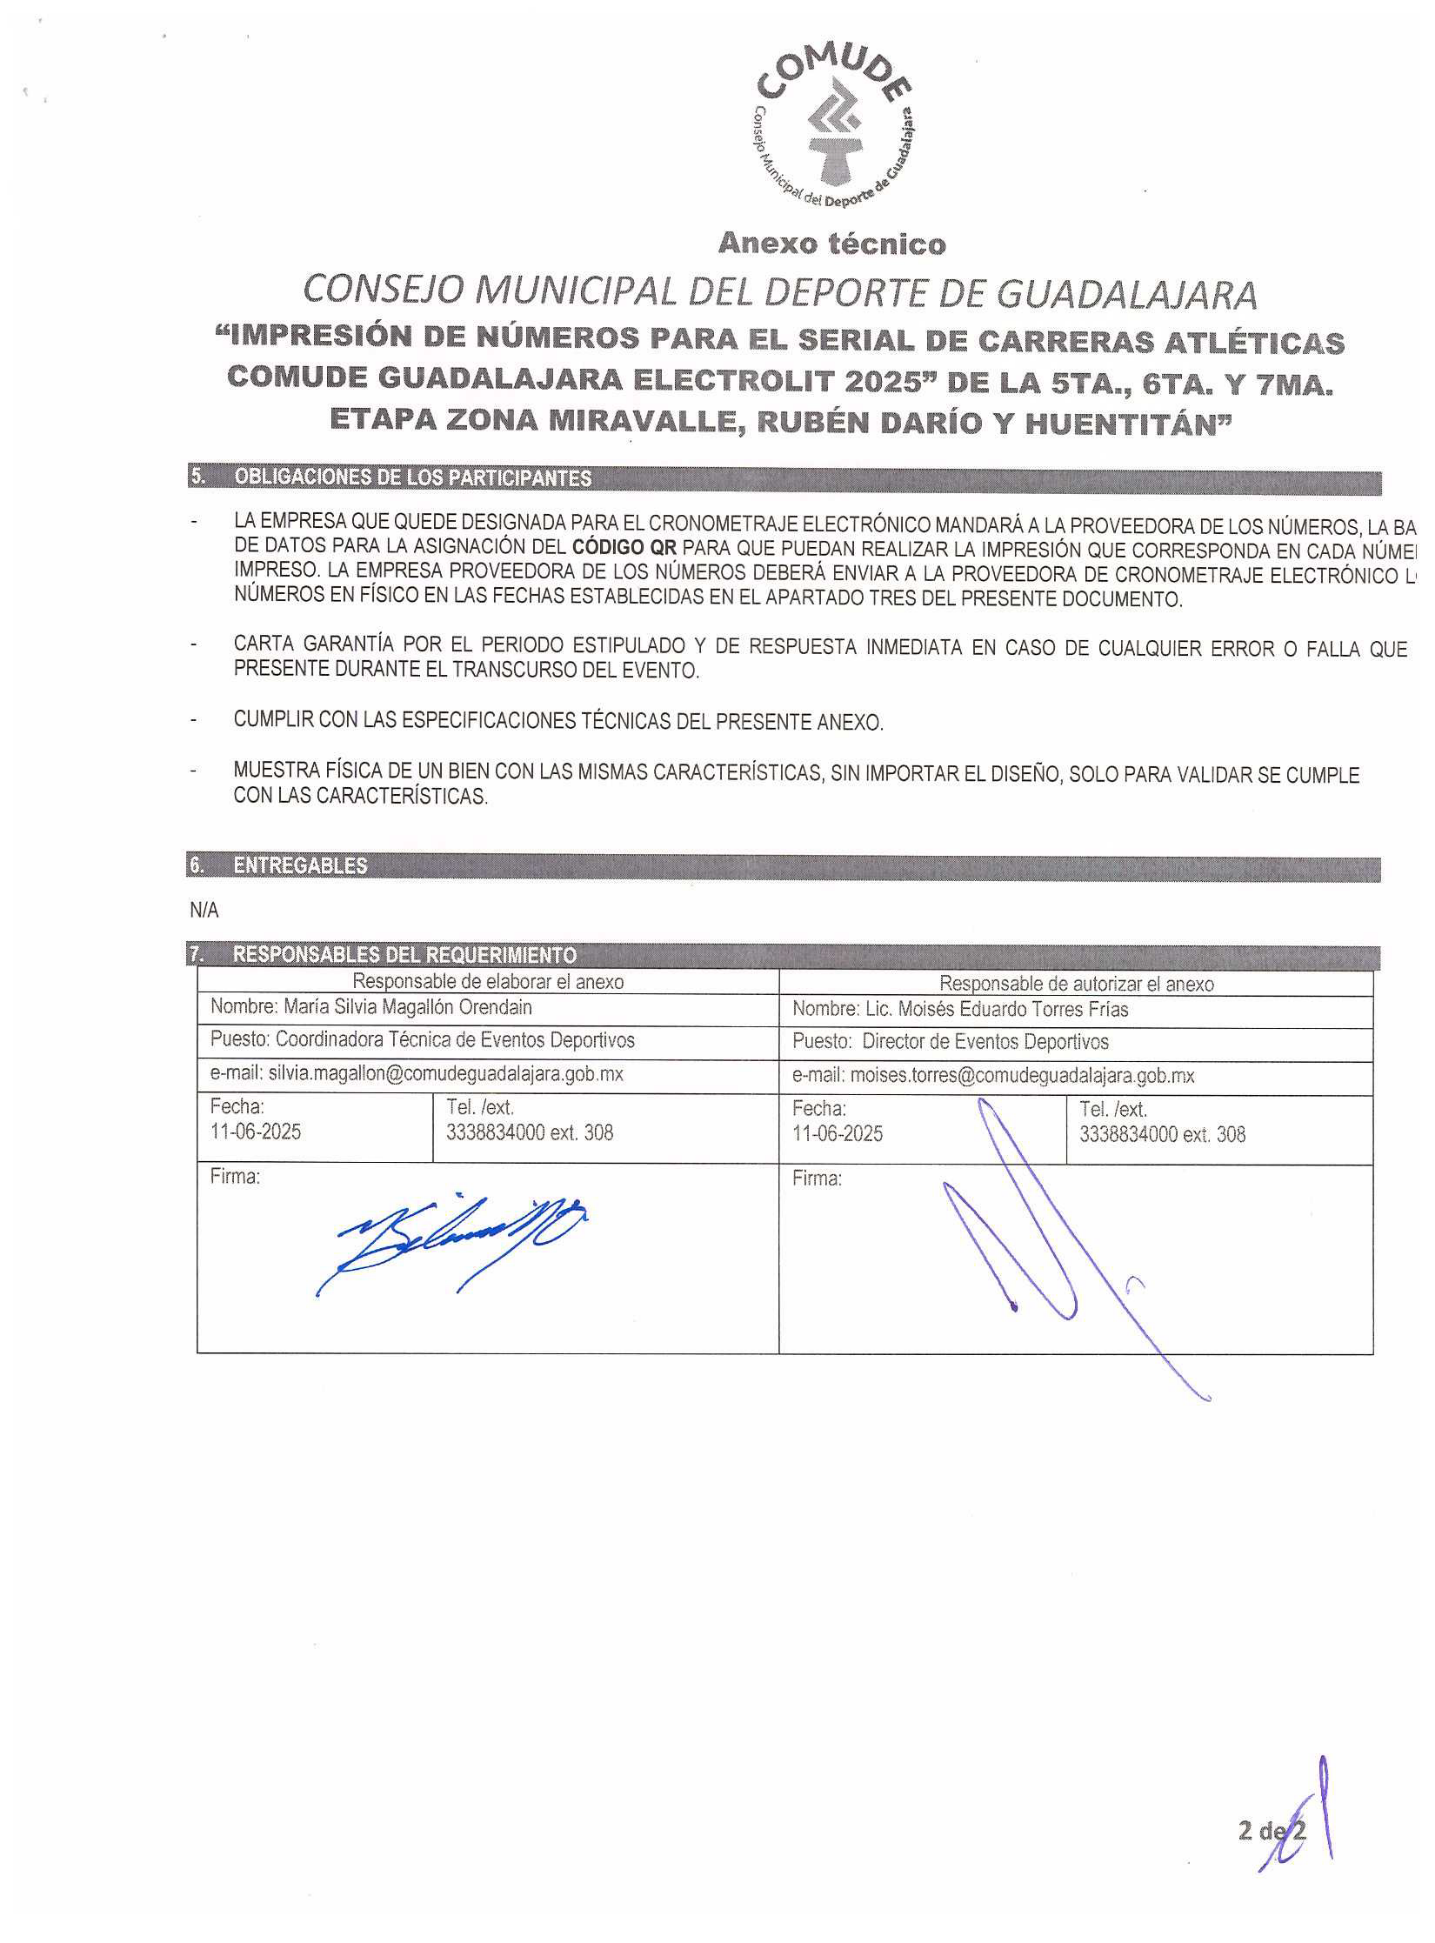 COMUDE
Consejo Municipal del Deporte de Guadalajara
Anexo técnico
CONSEJO MUNICIPAL DEL DEPORTE DE GUADALAJARA
“IMPRESIÓN DE NÚMEROS PARA EL SERIAL DE CARRERAS ATLÉTICAS
COMUDE GUADALAJARA ELECTROLIT 2025” DE LA 5TA., 6TA. Y 7MA.
ETAPA ZONA MIRAVALLE, RUBÉN DARÍO Y HUENTITÁN”
5. OBLIGACIONES DE LOS PARTICIPANTES
- LA EMPRESA QUE QUEDE DESIGNADA PARA EL CRONOMETRAJE ELECTRÓNICO MANDARÁ A LA PROVEEDORA DE LOS NÚMEROS, LA BA
DE DATOS PARA LA ASIGNACIÓN DEL CÓDIGO QR PARA QUE PUEDAN REALIZAR LA IMPRESIÓN QUE CORRESPONDA EN CADA NÚME
IMPRESO. LA EMPRESA PROVEEDORA DE LOS NÚMEROS DEBERÁ ENVIAR A LA PROVEEDORA DE CRONOMETRAJE ELECTRÓNICO L
NÚMEROS EN FÍSICO EN LAS FECHAS ESTABLECIDAS EN EL APARTADO TRES DEL PRESENTE DOCUMENTO.
- CARTA GARANTÍA POR EL PERIODO ESTIPULADO Y DE RESPUESTA INMEDIATA EN CASO DE CUALQUIER ERROR O FALLA QUE
PRESENTE DURANTE EL TRANSCURSO DEL EVENTO.
- CUMPLIR CON LAS ESPECIFICACIONES TÉCNICAS DEL PRESENTE ANEXO.
- MUESTRA FÍSICA DE UN BIEN CON LAS MISMAS CARACTERÍSTICAS, SIN IMPORTAR EL DISEÑO, SOLO PARA VALIDAR SE CUMPLE
CON LAS CARACTERÍSTICAS.
6. ENTREGABLES
N/A
7. RESPONSABLES DEL REQUERIMIENTO
Responsable de elaborar el anexo
Responsable de autorizar el anexo
Nombre: María Silvia Magallón Orendain
Nombre: Lic. Moisés Eduardo Torres Frías
Puesto: Coordinadora Técnica de Eventos Deportivos
Puesto: Director de Eventos Deportivos
e-mail: silvia.magallon@comudeguadalajara.gob.mx
e-mail: moises.torres@comudeguadalajara.gob.mx
Fecha:
11-06-2025
Tel. /ext.
3338834000 ext. 308
Fecha:
11-06-2025
Tel. /ext.
3338834000 ext. 308
Firma:
Firma:
2 de 2